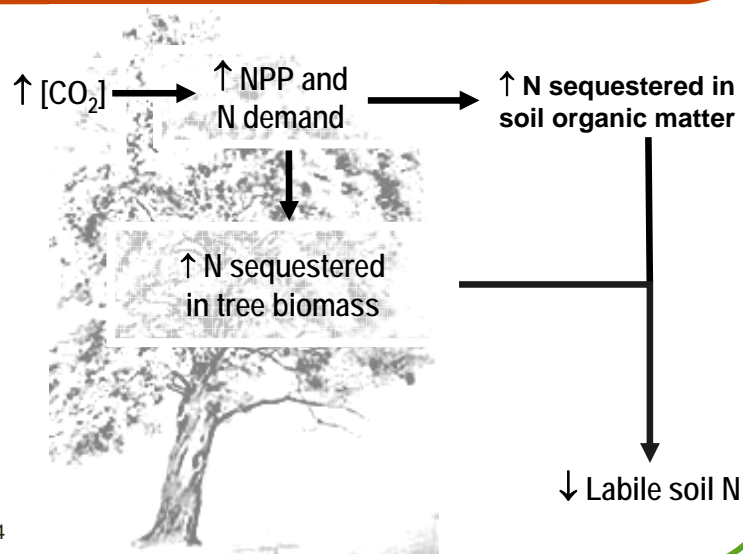 ↑ [CO₂]
↑ NPP and
N demand
↑ N sequestered in
soil organic matter
↑ N sequestered
in tree biomass
↓ Labile soil N
4